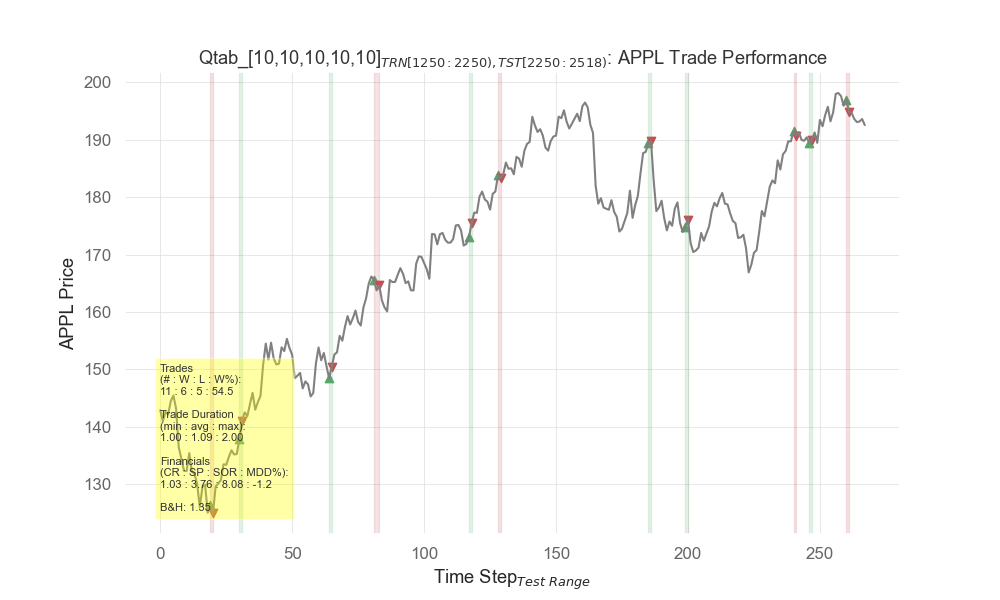 Qtab_[10,10,10,10,10]TRN[1250:2250),TST[2250:2518): APPL Trade Performance
200
190
180
170
160
150
140
130
APPL Price
Trades
(# : W : L : W%):
11 : 6 : 5 : 54.5
Trade Duration
(min : avg : max):
1.00 : 1.09 : 2.00
Financials
(CR : SP : SOR : MDD%):
1.03 : 3.76 : 8.08 : -1.2
B&H: 1.35
0 50 100 150 200 250
Time StepTest Range